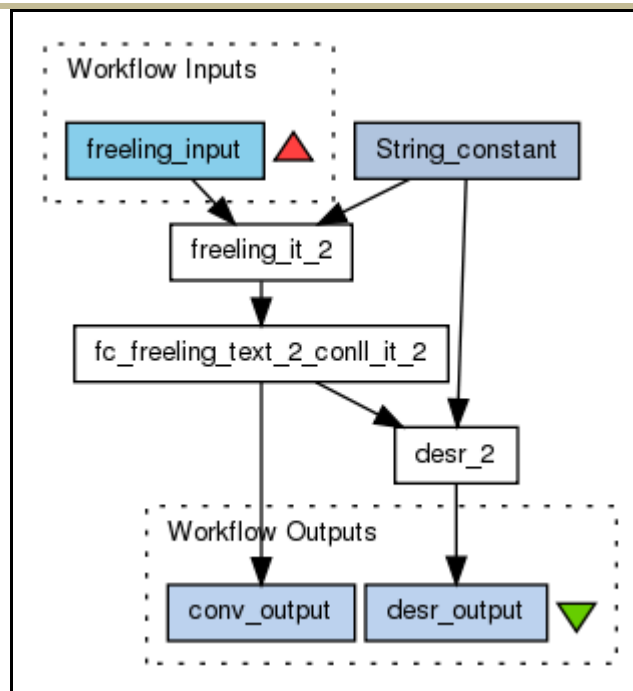 Workflow Inputs
freeling_input
String_constant
freeling_it_2
fc_freeling_text_2_conll_it_2
desr_2
Workflow Outputs
conv_output
desr_output